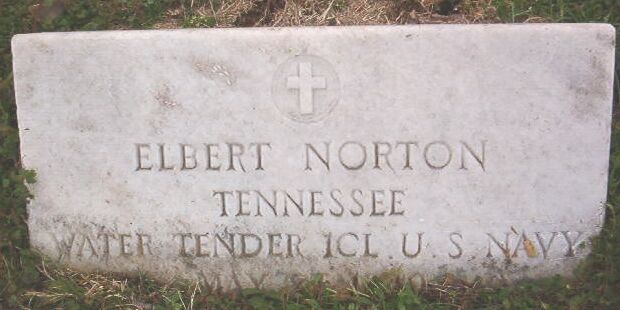 ELBERT NORTON
TENNESSEE
WATER TENDER 1CL. U. S. NAVY